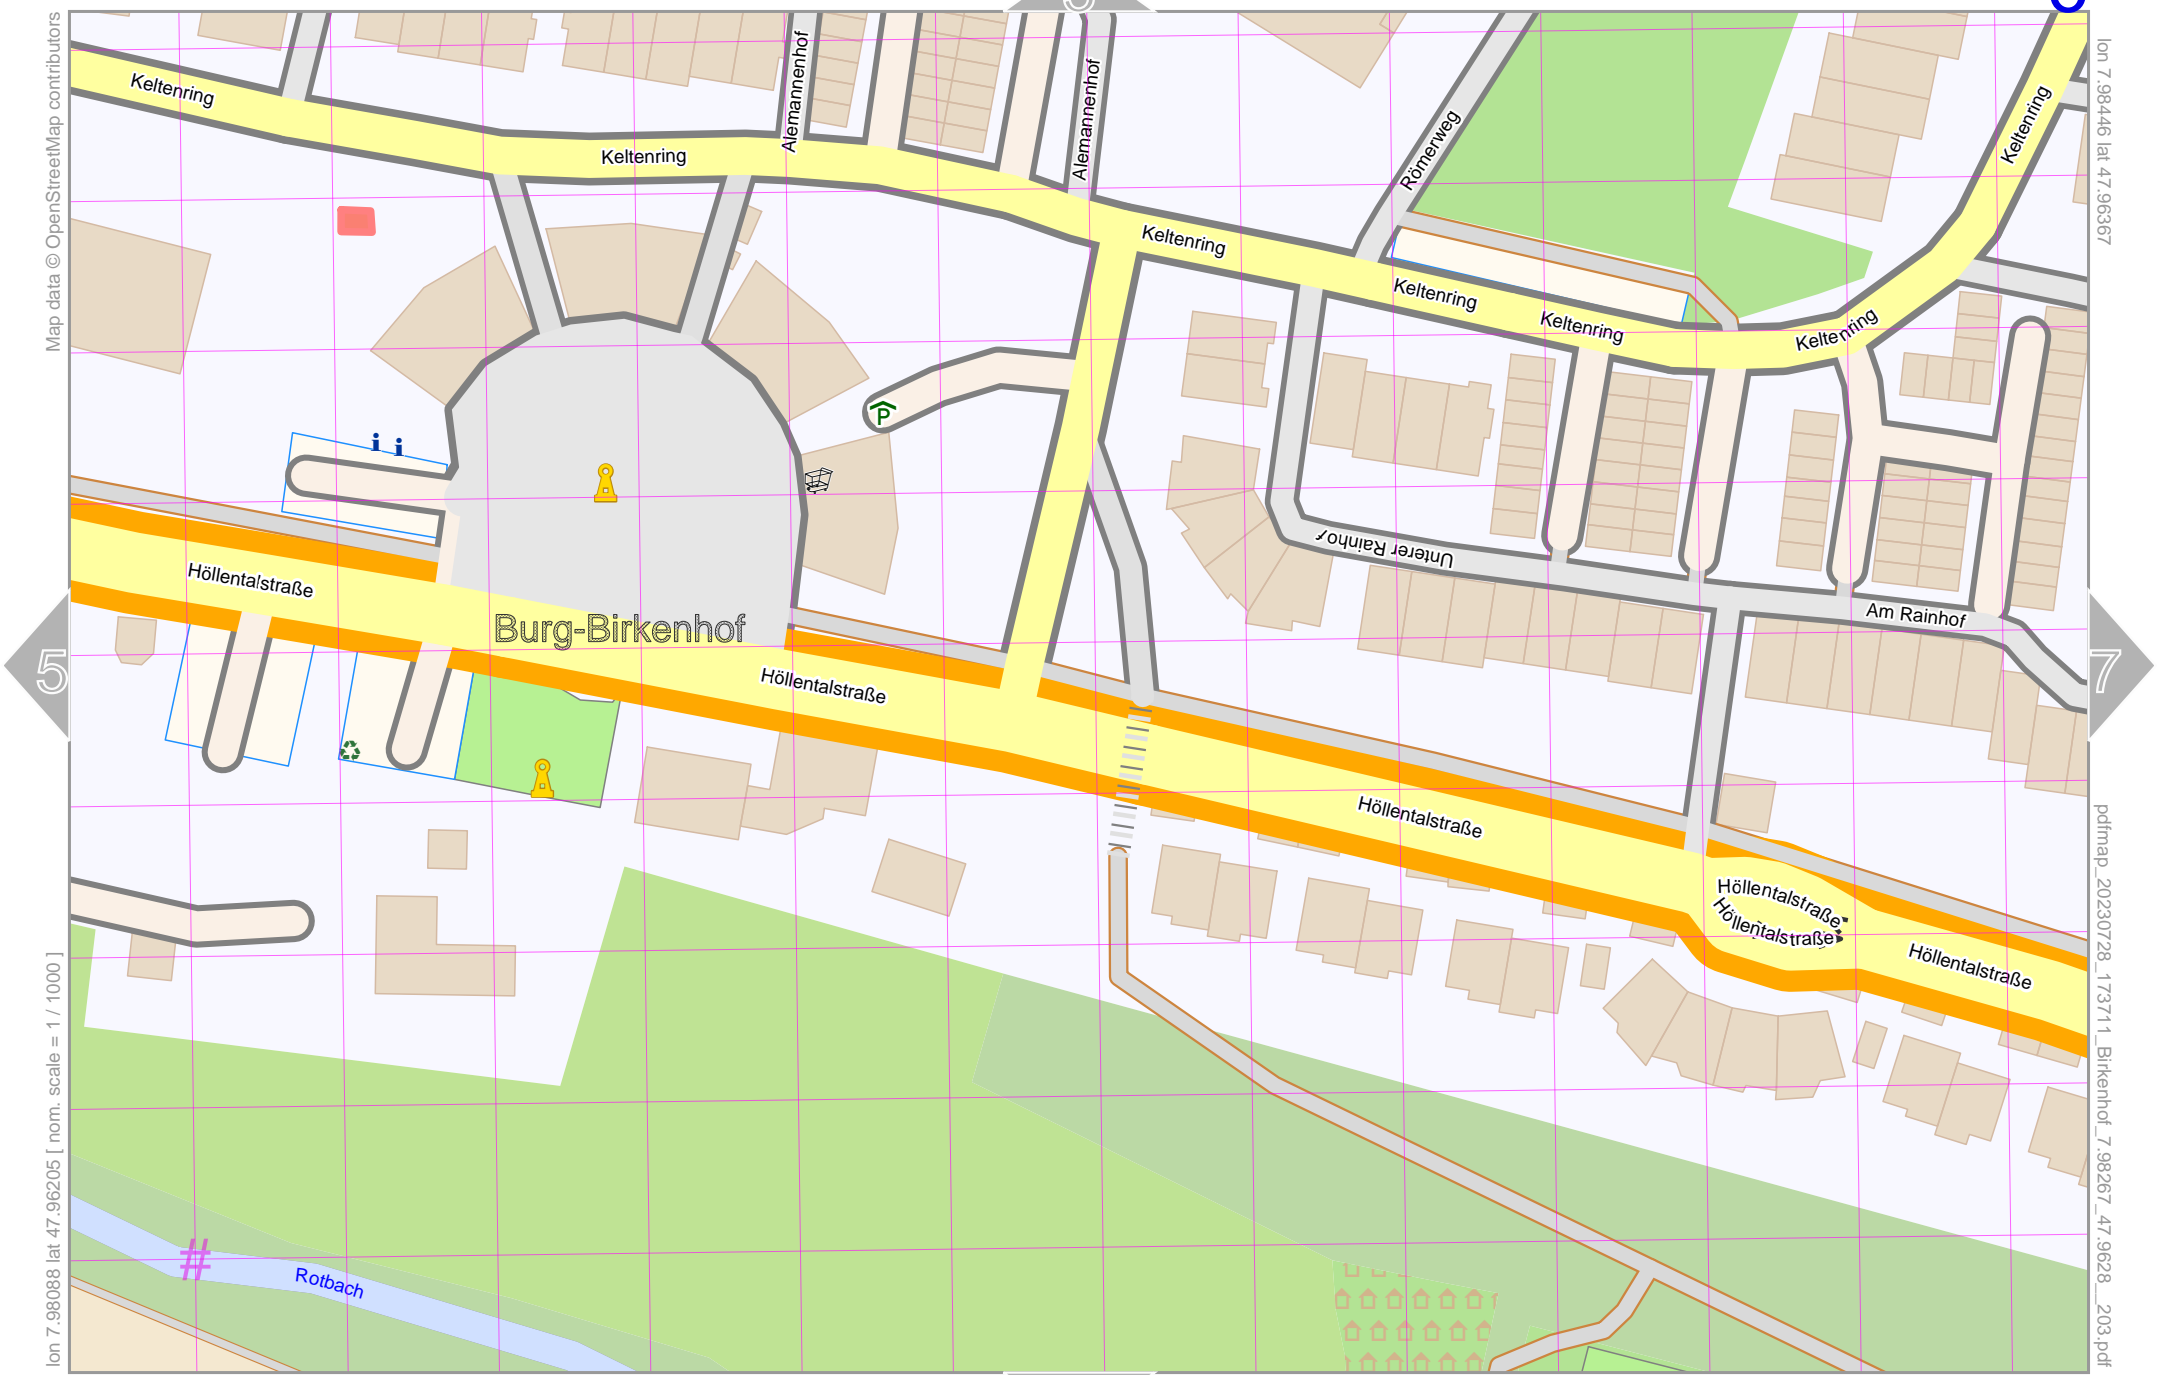 Map data © OpenStreetMap contributors
lon 7.98446 lat 47.96367
Keltenring
Alemannenhof
Alemannenhof
Keltenring
Keltenring
Römerweg
Keltenring
Keltenring
Keltenring
Keltenring
P
i i
Unterer Rainhof
Höllentalstraße
Burg-Birkenhof
Am Rainhof
5
7
Höllentalstraße
Höllentalstraße
Höllentalstraße
Höllentalstraße
Höllentalstraße
#
Rotbach
lon 7.98088 lat 47.96205 [ nom. scale = 1 / 1000 ]
pdfmap_20230728_173711_Birkenhof_7.98267_47.9628__203.pdf